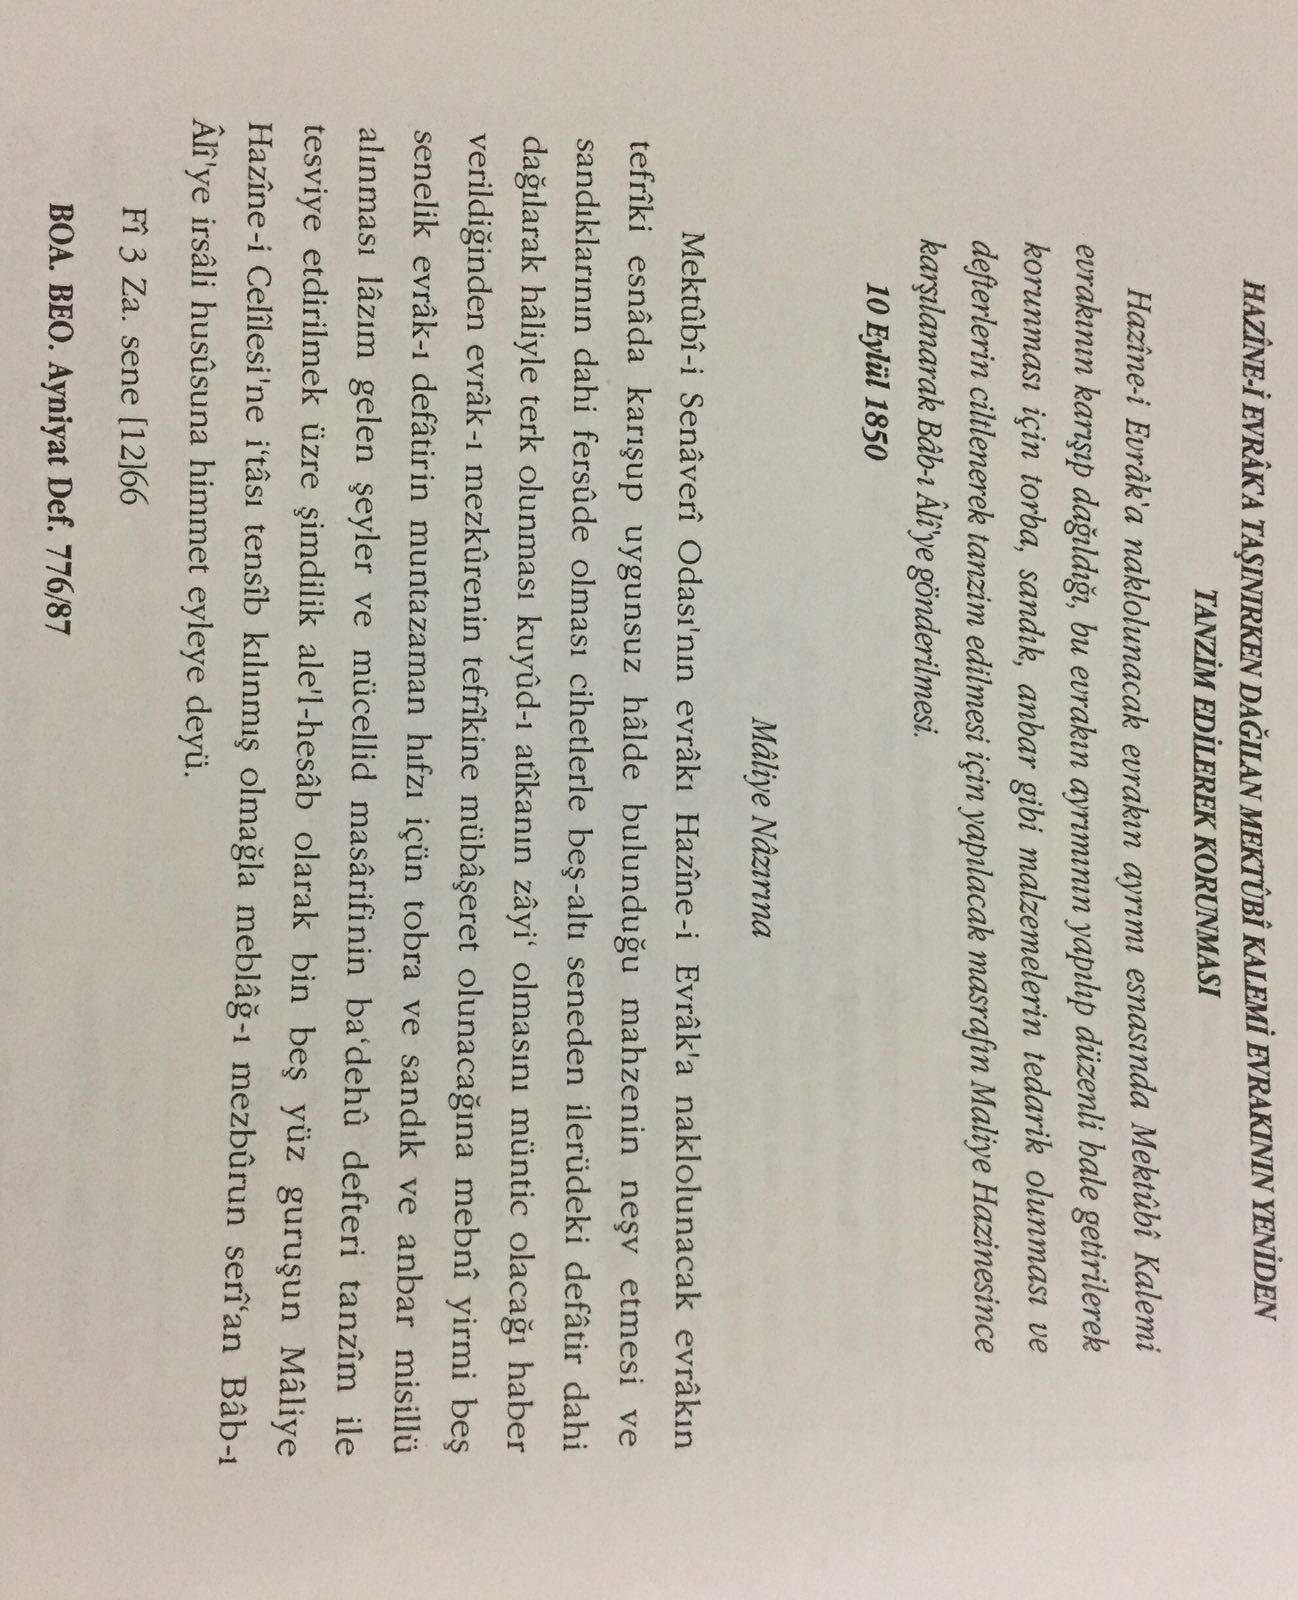 HAZÎNE-İ EVRÂK'A TAŞINIRKEN DAĞILAN MEKTÛBÎ KALEMİ EVRAKININ YENİDEN
TANZİM EDİLEREK KORUNMASI
Hazîne-i Evrâk'a naklolunacak evrakın ayrımı esnasında Mektûbî Kalemi
evrakının karışıp dağıldığı, bu evrakın ayrımının yapılıp düzenli hale getirilerek
korunması için torba, sandık, anbar gibi malzemelerin tedarik olunması ve
defterlerin ciltlenerek tanzim edilmesi için yapılacak masrafın Maliye Hazinesince
karşılanarak Bâb-ı Âlî'ye gönderilmesi.
10 Eylül 1850
Mâliye Nâzırına
Mektûbî-i Senâverî Odası'nın evrâkı Hazîne-i Evrâk'a naklolunacak evrâkın
tefrîki esnâda karışup uygunsuz hâlde bulunduğu mahzenin neşv etmesi ve
sandıklarının dahi fersûde olması cihetlerle beş-altı seneden ilerüdeki defâtir dahi
dağılarak hâliyle terk olunması kuyûd-ı atîkanın zâyi‘ olmasını müntic olacağı haber
verildiğinden evrâk-ı mezkûrenin tefrîkine mübâşeret olunacağına mebnî yirmi beş
senelik evrâk-ı defâtirin muntazaman hıfzı içün tobra ve sandık ve anbar misillü
alınması lâzım gelen şeyler ve mücellid masârifinin ba‘dehû defteri tanzîm ile
tesviye etdirilmek üzre şimdilik ale'l-hesâb olarak bin beş yüz guruşun Mâliye
Hazîne-i Celîlesi'ne i‘tâsı tensîb kılınmış olmağla meblâğ-ı mezbûrun serî‘an Bâb-ı
Âlî'ye irsâli husûsuna himmet eyleye deyü.
Fî 3 Za. sene [12]66
BOA. BEO. Ayniyat Def. 776/87